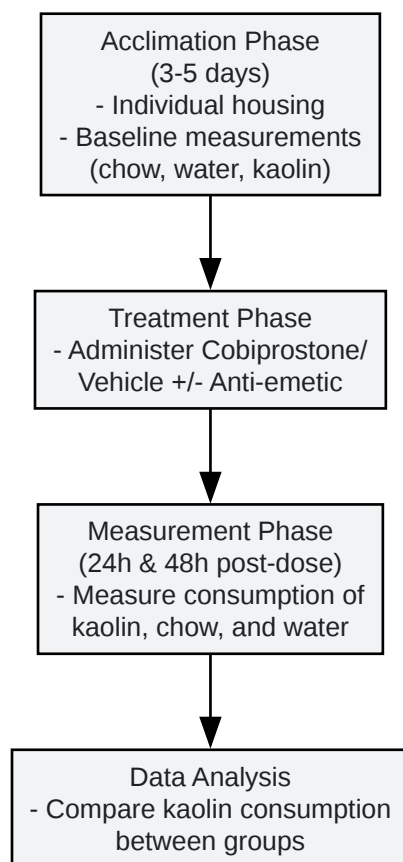 Acclimation Phase
(3-5 days)
- Individual housing
- Baseline measurements
(chow, water, kaolin)
Treatment Phase
- Administer Cobiprostone/
Vehicle +/- Anti-emetic
Measurement Phase
(24h & 48h post-dose)
- Measure consumption of
kaolin, chow, and water
Data Analysis
- Compare kaolin consumption
between groups